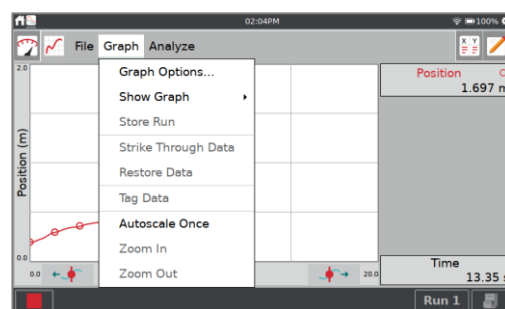 02:04PM
100%
File Graph Analyze
X Y
2.0
Position (m)
0.0
0.0
20.0
Graph Options...
Show Graph
Store Run
Strike Through Data
Restore Data
Tag Data
Autoscale Once
Zoom In
Zoom Out
Position
1.697 m
Time
13.35 s
Run 1